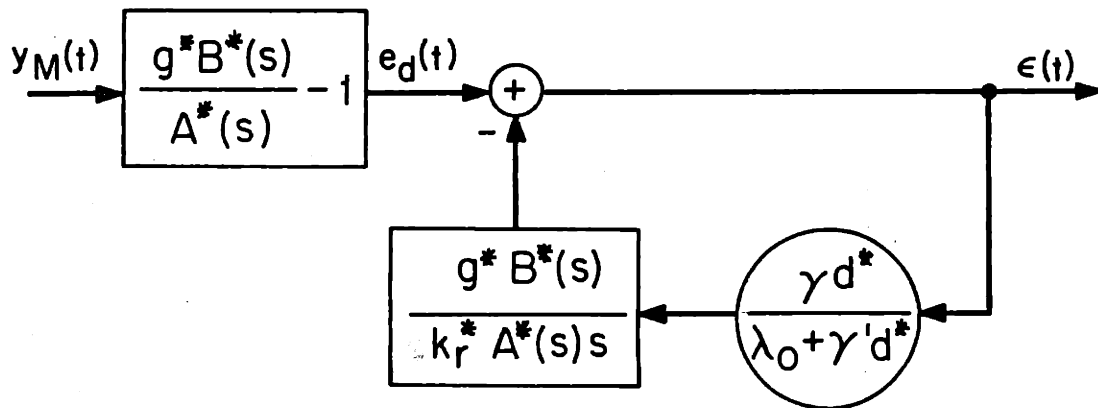 y_M(t)
g*B*(s)
A*(s)
-1
e_d(t)
+
-
ϵ(t)
g* B*(s)
k_r* A*(s)s
γd*
λ_0+γ'd*